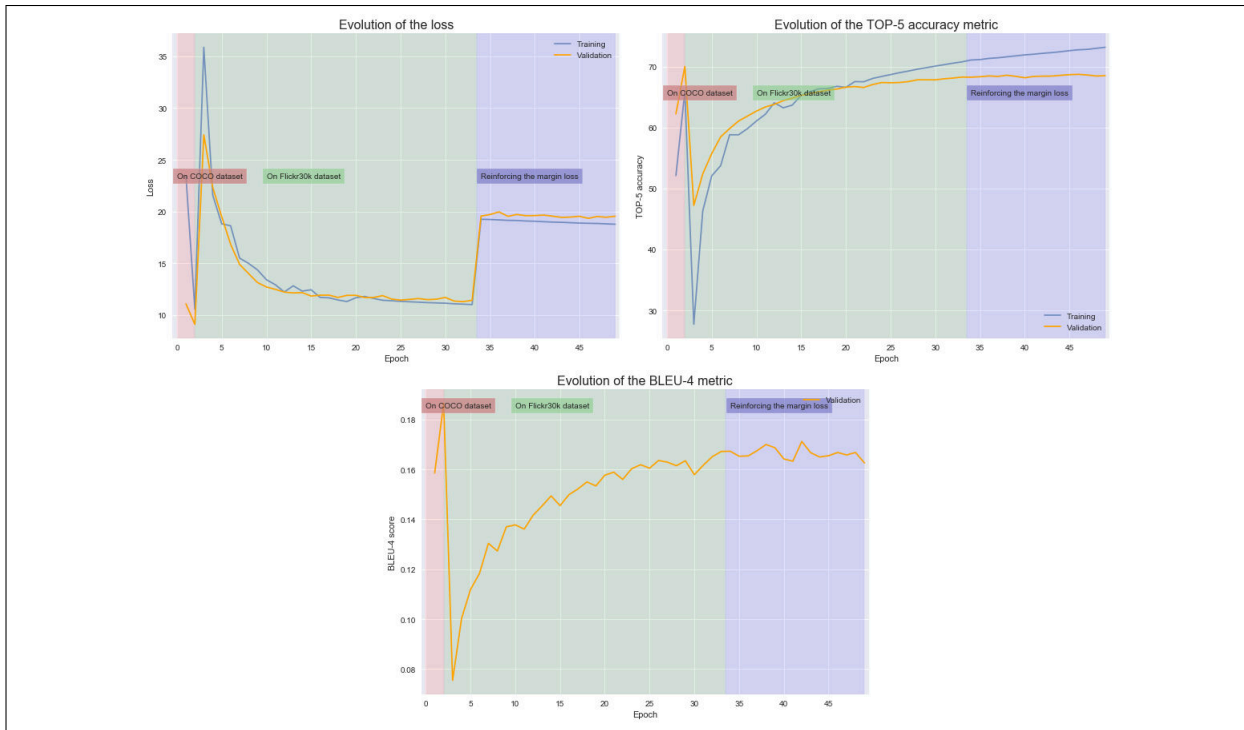 Evolution of the loss
Training
Validation
35
30
25
20
15
10
Loss
On COCO dataset
On Flickr30k dataset
Reinforcing the margin loss
0 5 10 15 20 25 30 35 40 45
Epoch
Evolution of the TOP-5 accuracy metric
70
60
50
40
30
TOP-5 accuracy
On COCO dataset
On Flickr30k dataset
Reinforcing the margin loss
Training
Validation
0 5 10 15 20 25 30 35 40 45
Epoch
Evolution of the BLEU-4 metric
On COCO dataset
On Flickr30k dataset
Reinforcing the margin loss
Validation
0.18
0.16
0.14
0.12
0.10
0.08
BLEU-4 score
0 5 10 15 20 25 30 35 40 45
Epoch